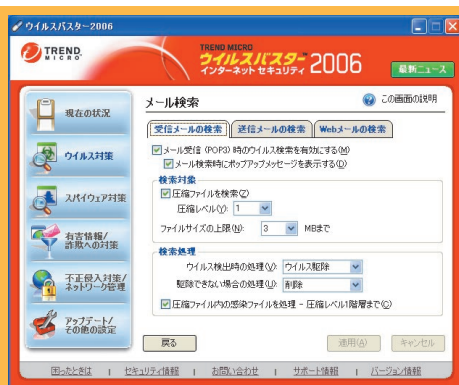 ウイルスバスター2006
TREND MICRO
TREND MICRO
ウイルスバスター
インターネット セキュリティ 2006
最新ニュース
現在の状況
ウイルス対策
スパイウェア対策
有害情報/
詐欺への対策
不正侵入対策/
ネットワーク管理
アップデート/
その他の設定
メール検索
この画面の説明
受信メールの検索
送信メールの検索
Webメールの検索
メール受信 (POP3) 時のウイルス検索を有効にする(M)
メール検索時にポップアップメッセージを表示する(D)
検索対象
圧縮ファイルを検索(Z)
圧縮レベル(Y): 1
ファイルサイズの上限(N): 3 MBまで
検索処理
ウイルス検出時の処理(V): ウイルス駆除
駆除できない場合の処理(U): 削除
圧縮ファイル内の感染ファイルを処理 - 圧縮レベル1階層まで(C)
戻る
適用(A)
キャンセル
困ったときは | セキュリティ情報 | お問い合わせ | サポート情報 | バージョン情報